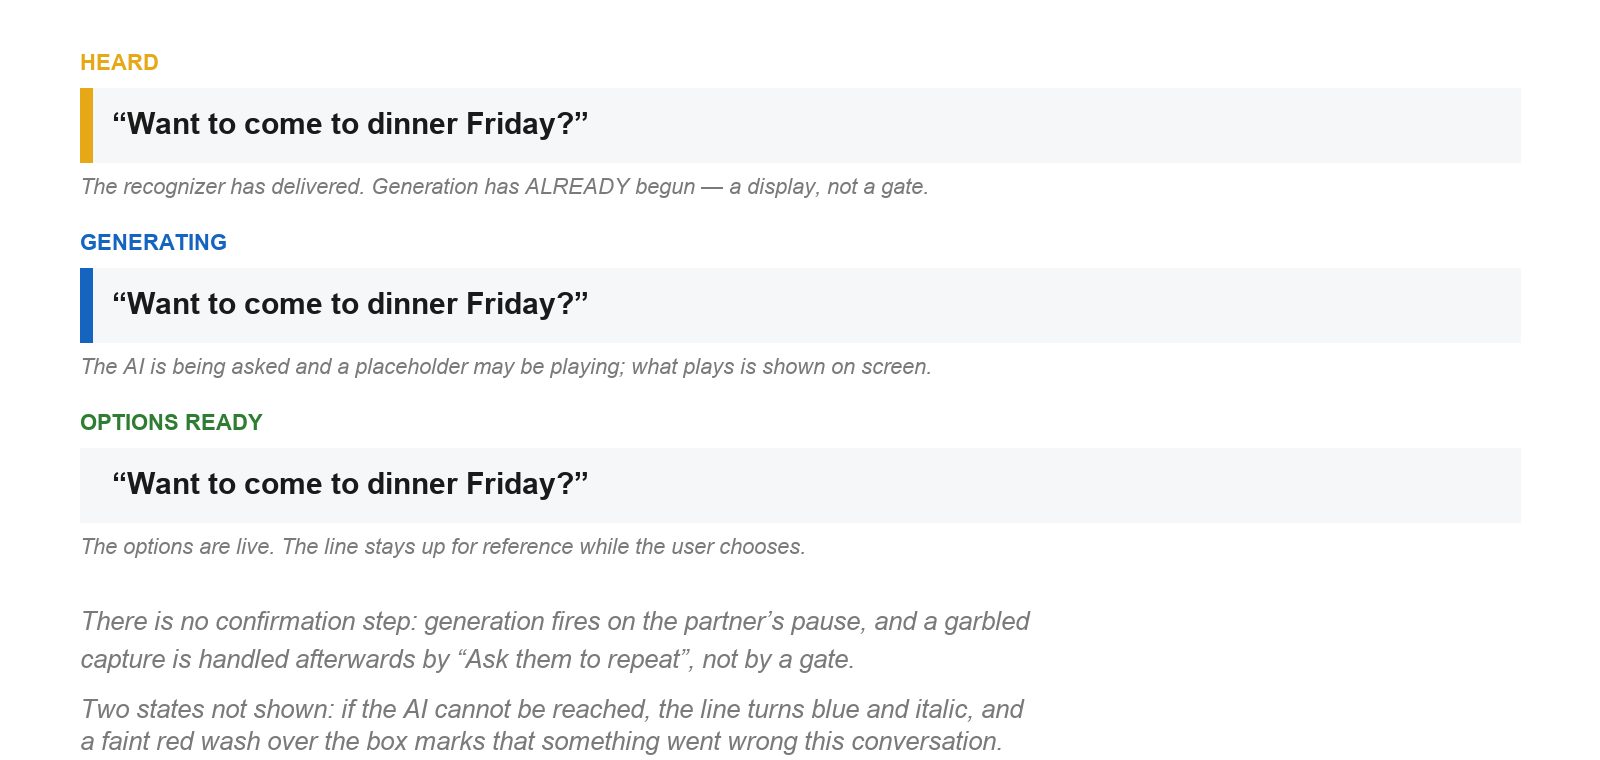 HEARD
“Want to come to dinner Friday?”
The recognizer has delivered. Generation has ALREADY begun — a display, not a gate.
GENERATING
“Want to come to dinner Friday?”
The AI is being asked and a placeholder may be playing; what plays is shown on screen.
OPTIONS READY
“Want to come to dinner Friday?”
The options are live. The line stays up for reference while the user chooses.
There is no confirmation step: generation fires on the partner’s pause, and a garbled
capture is handled afterwards by “Ask them to repeat”, not by a gate.
Two states not shown: if the AI cannot be reached, the line turns blue and italic, and
a faint red wash over the box marks that something went wrong this conversation.